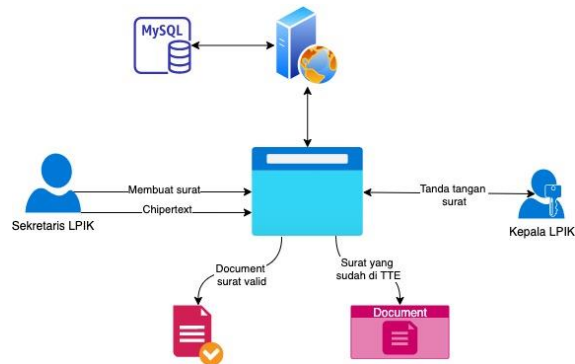 MySQL
Membuat surat
Chipertext
Sekretaris LPIK
Tanda tangan
surat
Kepala LPIK
Document
surat valid
Surat yang
sudah di TTE
Document